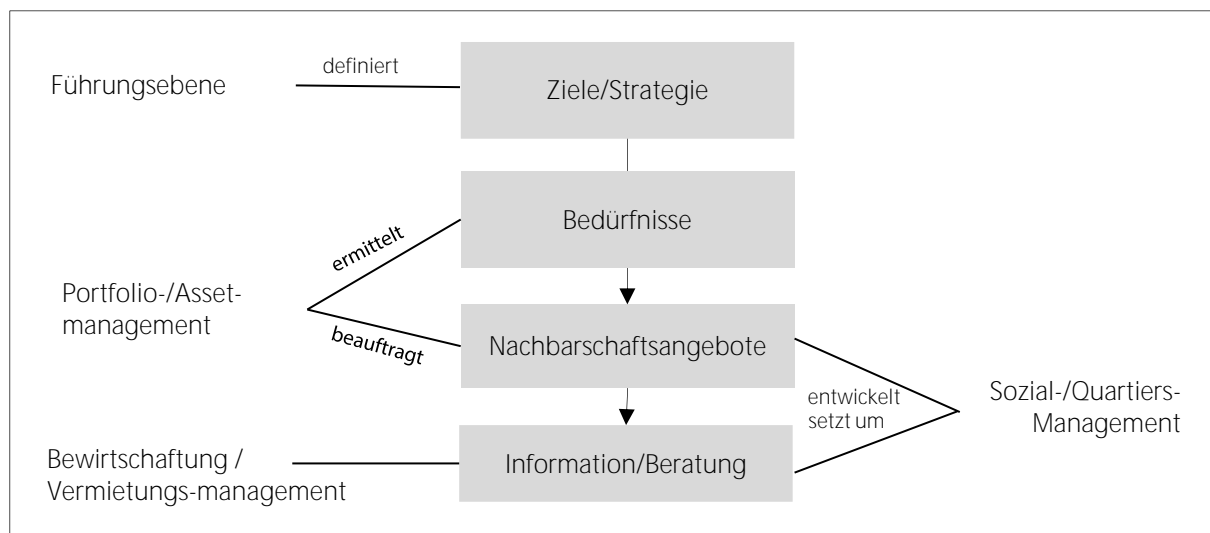 definiert
Führungsebene
Ziele/Strategie
Bedürfnisse
ermittelt
Portfolio-/Asset-
management
beauftragt
Nachbarschaftsangebote
entwickelt
setzt um
Sozial-/Quartiers-
Management
Bewirtschaftung /
Vermietungs-management
Information/Beratung